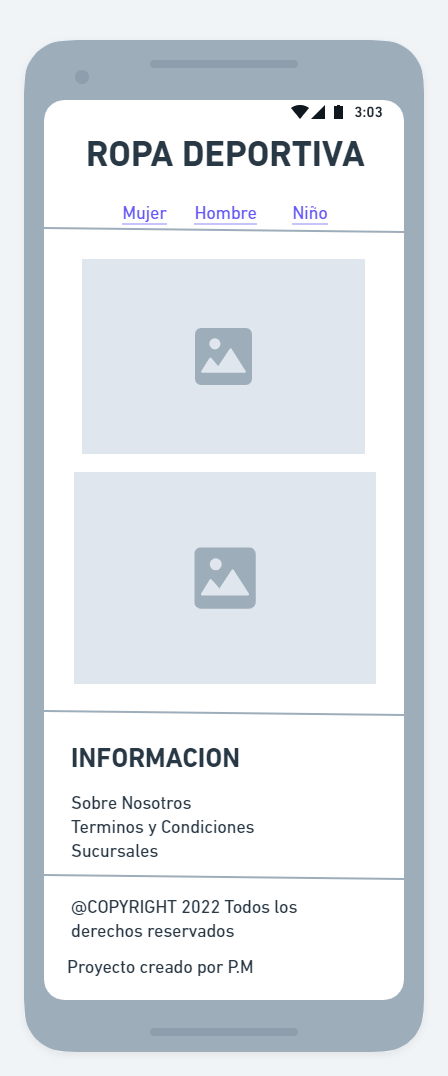 3:03
ROPA DEPORTIVA
Mujer Hombre Niño
INFORMACION
Sobre Nosotros
Terminos y Condiciones
Sucursales
@COPYRIGHT 2022 Todos los
derechos reservados
Proyecto creado por P.M